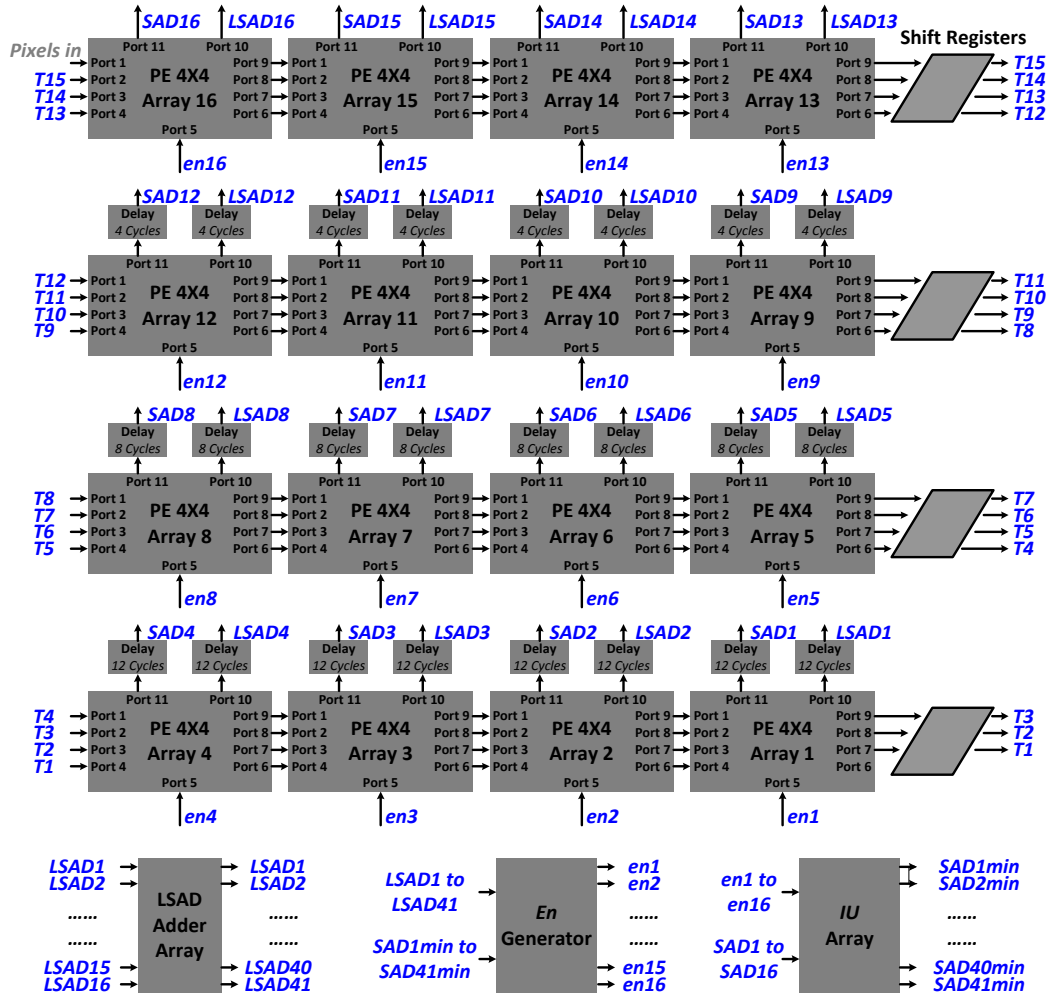 SAD16 LSAD16 SAD15 LSAD15 SAD14 LSAD14 SAD13 LSAD13
Pixels in Port 11 Port 10 Port 11 Port 10 Port 11 Port 10 Port 11 Port 10 Shift Registers
Port 1 Port 9 Port 1 Port 9 Port 1 Port 9 Port 1 Port 9 T15
T15 Port 2 PE 4X4 Port 8 Port 2 PE 4X4 Port 8 Port 2 PE 4X4 Port 8 Port 2 PE 4X4 Port 8 T14
T14 Port 3 Array 16 Port 7 Port 3 Array 15 Port 7 Port 3 Array 14 Port 7 Port 3 Array 13 Port 7 T13
T13 Port 4 Port 6 Port 4 Port 6 Port 4 Port 6 Port 4 Port 6 T12
Port 5 Port 5 Port 5 Port 5
en16 en15 en14 en13
SAD12 LSAD12 SAD11 LSAD11 SAD10 LSAD10 SAD9 LSAD9
Delay Delay Delay Delay Delay Delay Delay Delay
4 Cycles 4 Cycles 4 Cycles 4 Cycles 4 Cycles 4 Cycles 4 Cycles 4 Cycles
Port 11 Port 10 Port 11 Port 10 Port 11 Port 10 Port 11 Port 10
T12 Port 1 Port 9 Port 1 Port 9 Port 1 Port 9 Port 1 Port 9 T11
T11 Port 2 PE 4X4 Port 8 Port 2 PE 4X4 Port 8 Port 2 PE 4X4 Port 8 Port 2 PE 4X4 Port 8 T10
T10 Port 3 Array 12 Port 7 Port 3 Array 11 Port 7 Port 3 Array 10 Port 7 Port 3 Array 9 Port 7 T9
T9 Port 4 Port 6 Port 4 Port 6 Port 4 Port 6 Port 4 Port 6 T8
Port 5 Port 5 Port 5 Port 5
en12 en11 en10 en9
SAD8 LSAD8 SAD7 LSAD7 SAD6 LSAD6 SAD5 LSAD5
Delay Delay Delay Delay Delay Delay Delay Delay
8 Cycles 8 Cycles 8 Cycles 8 Cycles 8 Cycles 8 Cycles 8 Cycles 8 Cycles
Port 11 Port 10 Port 11 Port 10 Port 11 Port 10 Port 11 Port 10
T8 Port 1 Port 9 Port 1 Port 9 Port 1 Port 9 Port 1 Port 9 T7
T7 Port 2 PE 4X4 Port 8 Port 2 PE 4X4 Port 8 Port 2 PE 4X4 Port 8 Port 2 PE 4X4 Port 8 T6
T6 Port 3 Array 8 Port 7 Port 3 Array 7 Port 7 Port 3 Array 6 Port 7 Port 3 Array 5 Port 7 T5
T5 Port 4 Port 6 Port 4 Port 6 Port 4 Port 6 Port 4 Port 6 T4
Port 5 Port 5 Port 5 Port 5
en8 en7 en6 en5
SAD4 LSAD4 SAD3 LSAD3 SAD2 LSAD2 SAD1 LSAD1
Delay Delay Delay Delay Delay Delay Delay Delay
12 Cycles 12 Cycles 12 Cycles 12 Cycles 12 Cycles 12 Cycles 12 Cycles 12 Cycles
Port 11 Port 10 Port 11 Port 10 Port 11 Port 10 Port 11 Port 10
T4 Port 1 Port 9 Port 1 Port 9 Port 1 Port 9 Port 1 Port 9 T3
T3 Port 2 PE 4X4 Port 8 Port 2 PE 4X4 Port 8 Port 2 PE 4X4 Port 8 Port 2 PE 4X4 Port 8 T2
T2 Port 3 Array 4 Port 7 Port 3 Array 3 Port 7 Port 3 Array 2 Port 7 Port 3 Array 1 Port 7 T1
T1 Port 4 Port 6 Port 4 Port 6 Port 4 Port 6 Port 4 Port 6
Port 5 Port 5 Port 5 Port 5
en4 en3 en2 en1
LSAD1 LSAD1 en1 SAD1min
LSAD2 LSAD2 LSAD1 to en2 en1 to SAD2min
LSAD LSAD41 en16
...... Adder ...... En ...... IU ......
...... Array ...... Generator ...... Array ......
SAD1min to SAD1 to
LSAD15 LSAD40 SAD41min en15 SAD16 SAD40min
LSAD16 LSAD41 en16 SAD41min